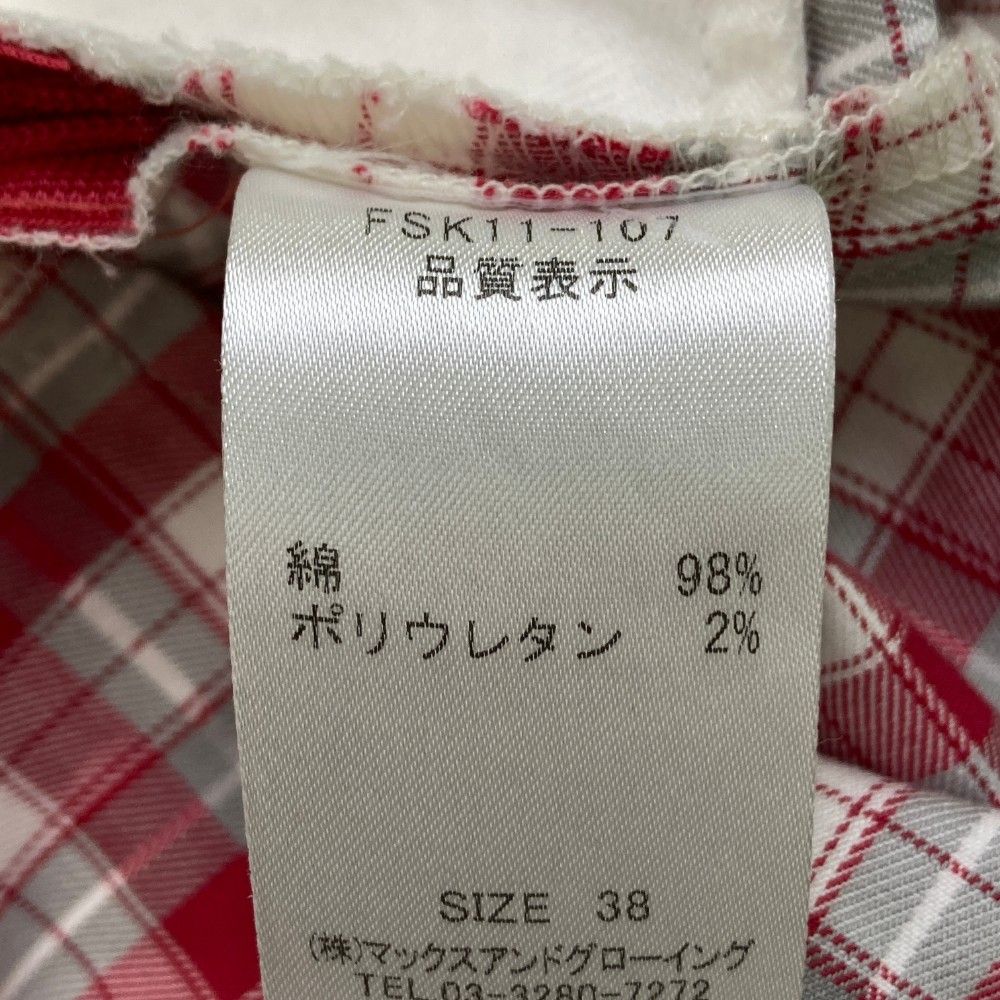 FSK11-107
品質表示
綿 98%
ポリウレタン 2%
SIZE 38
(株)マックスアンドグローイング
TEL.03-3280-7272